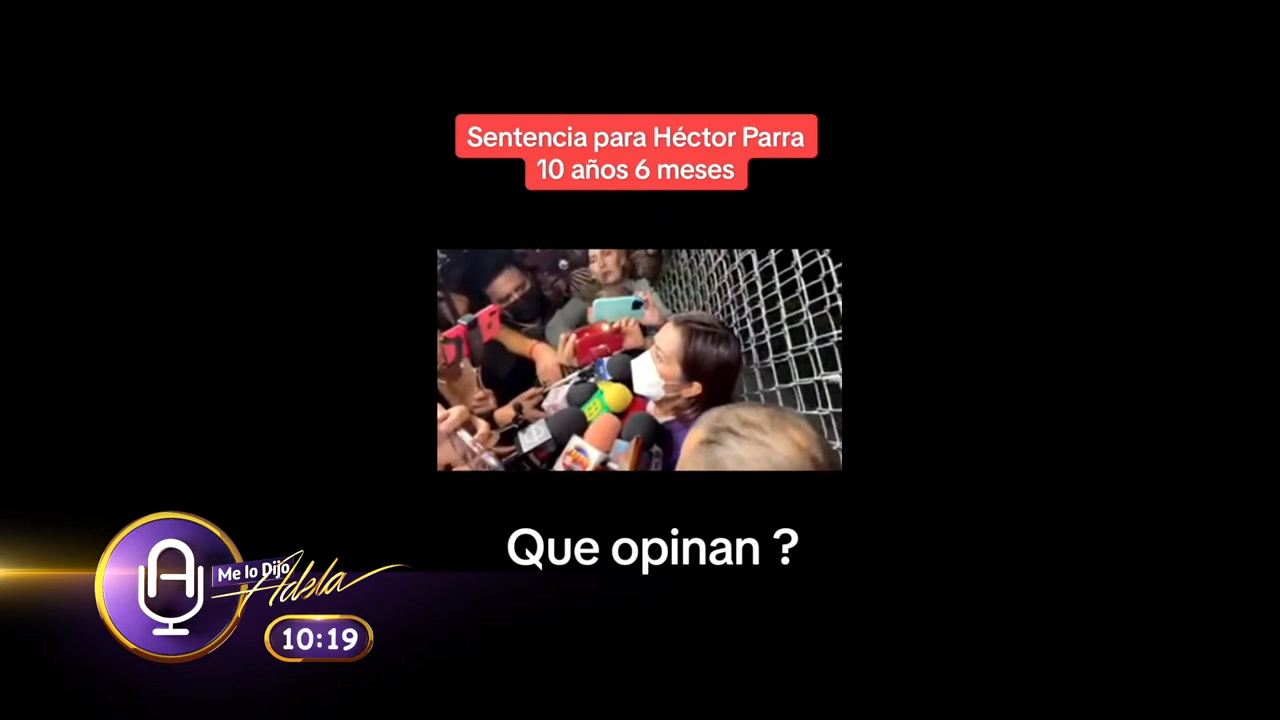 Sentencia para Héctor Parra
10 años 6 meses
Que opinan ?
Me lo Dijo
Adela
10:19